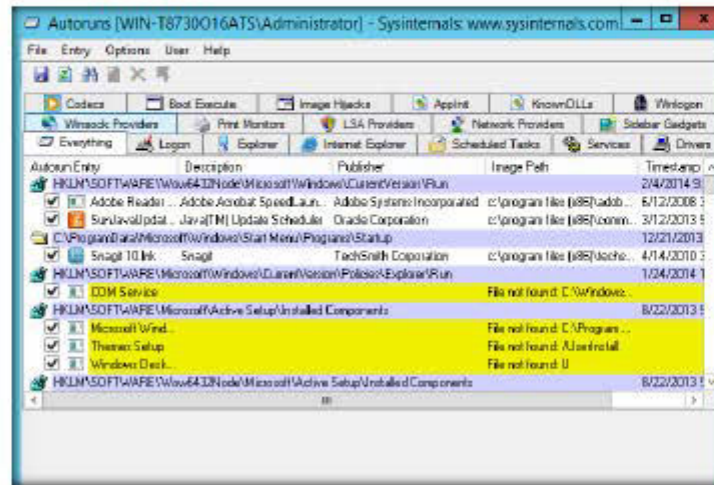 Autoruns [WIN-T8730O16ATS\Administrator] - Sysinternals: www.sysinternals.com
File Entry Options User Help
Codecs Boot Execute Image Hijacks AppInit KnownDLLs Winlogon
Winsock Providers Print Monitors LSA Providers Network Providers Sidebar Gadgets
Everything Logon Explorer Internet Explorer Scheduled Tasks Services Drivers
Autorun Entry Description Publisher Image Path Timestamp
HKLM\SOFTWARE\Wow6432Node\Microsoft\Windows\CurrentVersion\Run 2/4/2014 9:
Adobe Reader ... Adobe Acrobat SpeedLaun... Adobe Systems Incorporated c:\program files (x86)\adob... 6/12/2008 3
SunJavaUpdat... Java(TM) Update Scheduler Oracle Corporation c:\program files (x86)\comm... 3/12/2013 5
C:\ProgramData\Microsoft\Windows\Start Menu\Programs\Startup 12/21/2013
Snagit 10.lnk Snagit TechSmith Corporation c:\program files (x86)\techs... 4/14/2010 3
HKLM\SOFTWARE\Microsoft\Windows\CurrentVersion\Policies\Explorer\Run 1/24/2014 1
COM Service File not found: C:\Windows...
HKLM\SOFTWARE\Microsoft\Active Setup\Installed Components 8/22/2013 5
Microsoft Wind... File not found: C:\Program ...
Themes Setup File not found: /UserInstall
Windows Desk... File not found: U
HKLM\SOFTWARE\Wow6432Node\Microsoft\Active Setup\Installed Components 8/22/2013 5